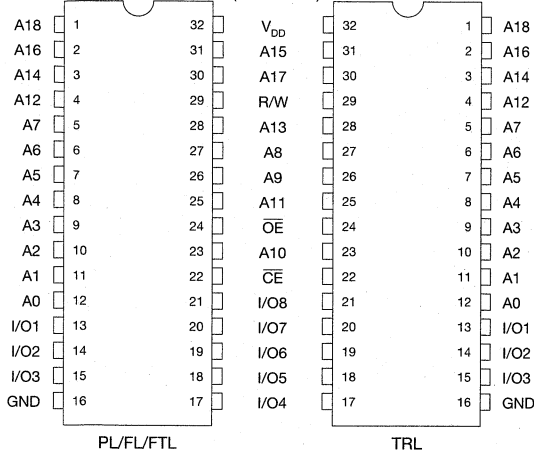 A18 1 32 V_DD 32 1 A18
A16 2 31 A15 31 2 A16
A14 3 30 A17 30 3 A14
A12 4 29 R/W 29 4 A12
A7 5 28 A13 28 5 A7
A6 6 27 A8 27 6 A6
A5 7 26 A9 26 7 A5
A4 8 25 A11 25 8 A4
A3 9 24 O̅E̅ 24 9 A3
A2 10 23 A10 23 10 A2
A1 11 22 C̅E̅ 22 11 A1
A0 12 21 I/O8 21 12 A0
I/O1 13 20 I/O7 20 13 I/O1
I/O2 14 19 I/O6 19 14 I/O2
I/O3 15 18 I/O5 18 15 I/O3
GND 16 17 I/O4 17 16 GND
PL/FL/FTL TRL